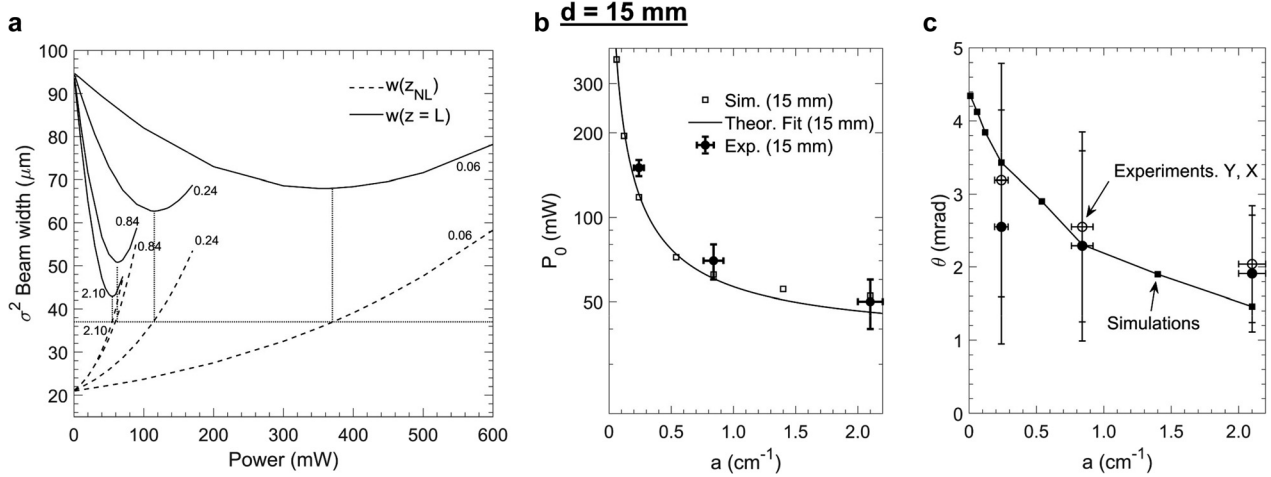 d = 15 mm
a
100
90
80
70
60
50
40
30
20
0
100
200
300
400
500
600
σ² Beam width (μm)
Power (mW)
w(z_NL)
w(z = L)
0.06
0.24
0.84
0.84
0.24
0.06
2.10
2.10
b
300
200
100
50
0
0.5
1.0
1.5
2.0
P₀ (mW)
a (cm⁻¹)
Sim. (15 mm)
Theor. Fit (15 mm)
Exp. (15 mm)
c
5
4
3
2
1
0
0
0.5
1.0
1.5
2.0
θ (mrad)
a (cm⁻¹)
Experiments. Y, X
Simulations